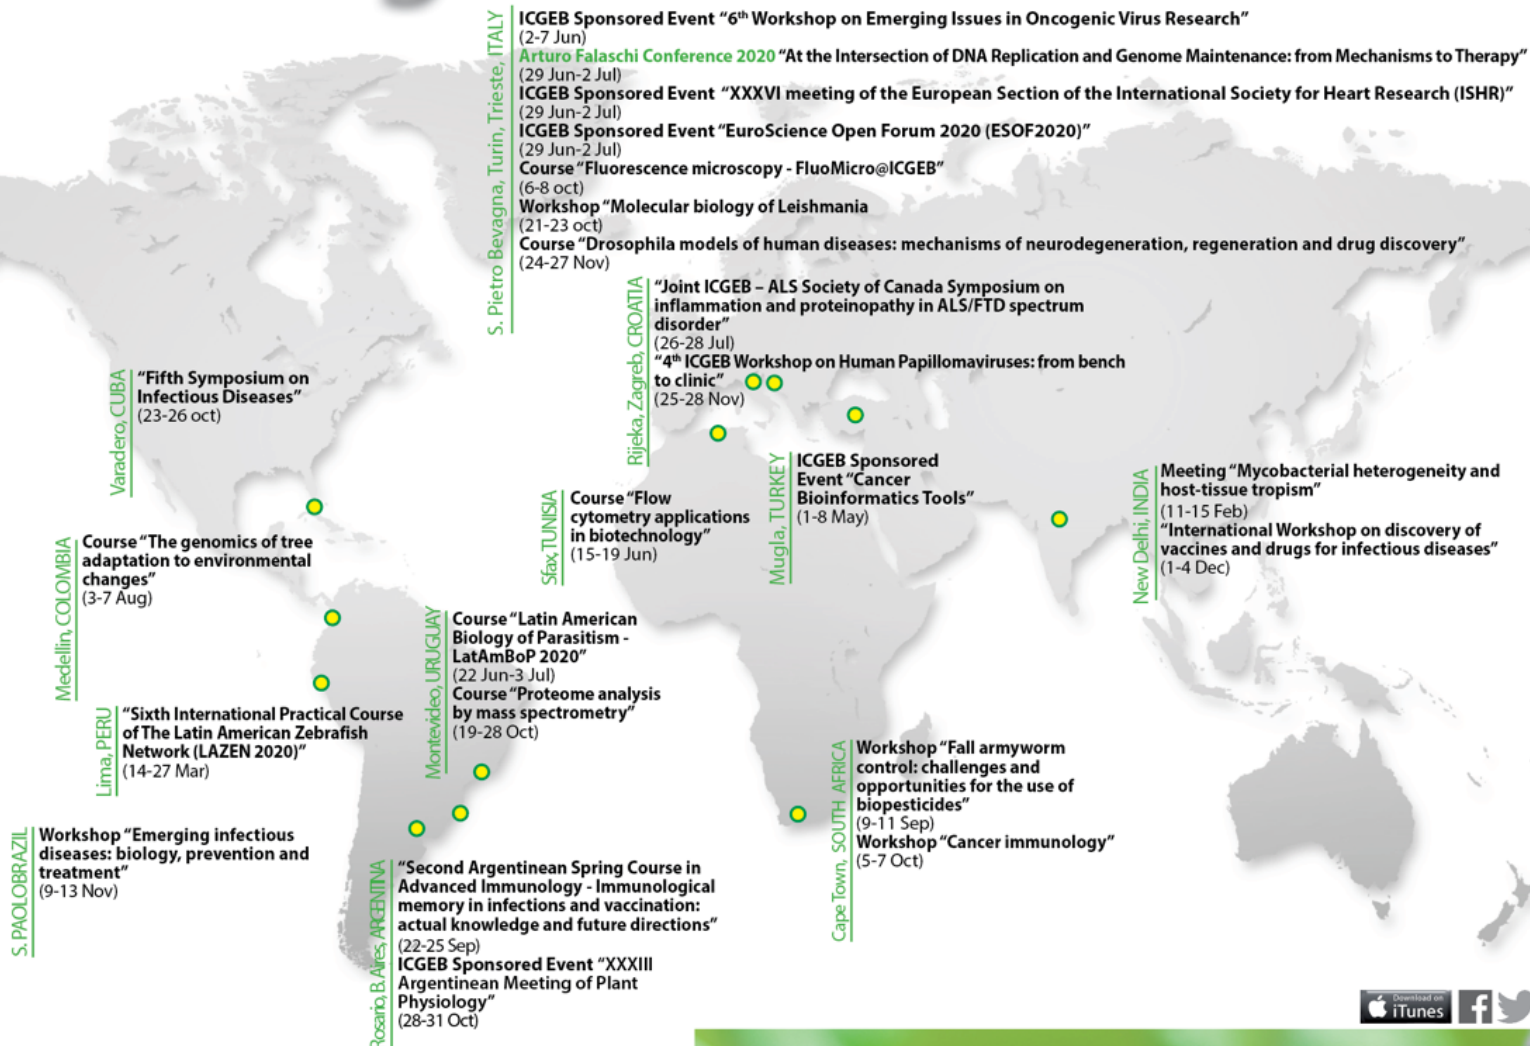 S. Pietro Bevagna, Turin, Trieste, ITALY
ICGEB Sponsored Event “6th Workshop on Emerging Issues in Oncogenic Virus Research”
(2-7 Jun)
Arturo Falaschi Conference 2020 “At the Intersection of DNA Replication and Genome Maintenance: from Mechanisms to Therapy”
(29 Jun-2 Jul)
ICGEB Sponsored Event “XXXVI meeting of the European Section of the International Society for Heart Research (ISHR)”
(29 Jun-2 Jul)
ICGEB Sponsored Event “EuroScience Open Forum 2020 (ESOF2020)”
(29 Jun-2 Jul)
Course “Fluorescence microscopy - FluoMicro@ICGEB”
(6-8 oct)
Workshop “Molecular biology of Leishmania
(21-23 oct)
Course “Drosophila models of human diseases: mechanisms of neurodegeneration, regeneration and drug discovery”
(24-27 Nov)
Rijeka, Zagreb, CROATIA
“Joint ICGEB – ALS Society of Canada Symposium on
inflammation and proteinopathy in ALS/FTD spectrum
disorder”
(26-28 Jul)
“4th ICGEB Workshop on Human Papillomaviruses: from bench
to clinic”
(25-28 Nov)
Varadero, CUBA
“Fifth Symposium on
Infectious Diseases”
(23-26 oct)
Mugla, TURKEY
ICGEB Sponsored
Event “Cancer
Bioinformatics Tools”
(1-8 May)
New Delhi, INDIA
Meeting “Mycobacterial heterogeneity and
host-tissue tropism”
(11-15 Feb)
“International Workshop on discovery of
vaccines and drugs for infectious diseases”
(1-4 Dec)
Sfax, TUNISIA
Course “Flow
cytometry applications
in biotechnology”
(15-19 Jun)
Medellin, COLOMBIA
Course “The genomics of tree
adaptation to environmental
changes”
(3-7 Aug)
Montevideo, URUGUAY
Course “Latin American
Biology of Parasitism -
LatAmBoP 2020”
(22 Jun-3 Jul)
Course “Proteome analysis
by mass spectrometry”
(19-28 Oct)
Lima, PERU
“Sixth International Practical Course
of The Latin American Zebrafish
Network (LAZEN 2020)”
(14-27 Mar)
Cape Town, SOUTH AFRICA
Workshop “Fall armyworm
control: challenges and
opportunities for the use of
biopesticides”
(9-11 Sep)
Workshop “Cancer immunology”
(5-7 Oct)
S. PAOLOBRAZIL
Workshop “Emerging infectious
diseases: biology, prevention and
treatment”
(9-13 Nov)
Rosario, B. Aires, ARGENTINA
“Second Argentinean Spring Course in
Advanced Immunology - Immunological
memory in infections and vaccination:
actual knowledge and future directions”
(22-25 Sep)
ICGEB Sponsored Event “XXXIII
Argentinean Meeting of Plant
Physiology”
(28-31 Oct)
Download on
iTunes